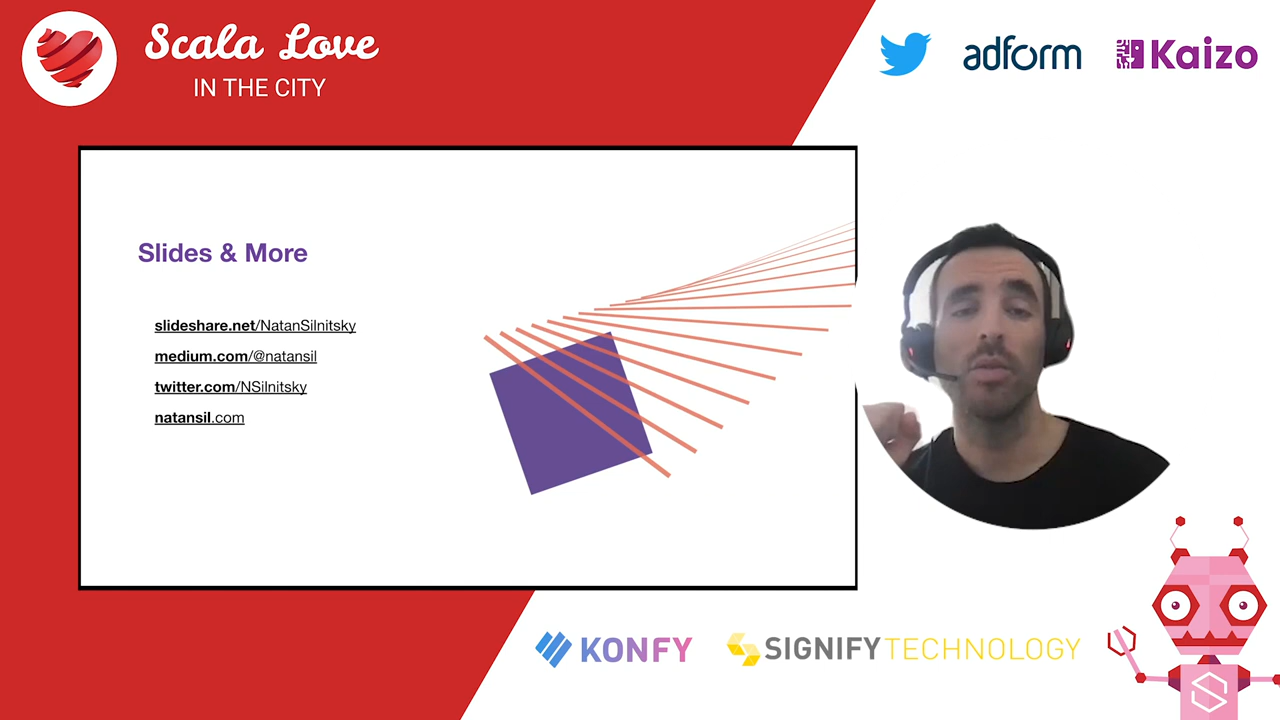 Scala Love
IN THE CITY
adform
Kaizo
Slides & More
slideshare.net/NatanSilnitsky
medium.com/@natansil
twitter.com/NSilnitsky
natansil.com
KONFY
SIGNIFY TECHNOLOGY